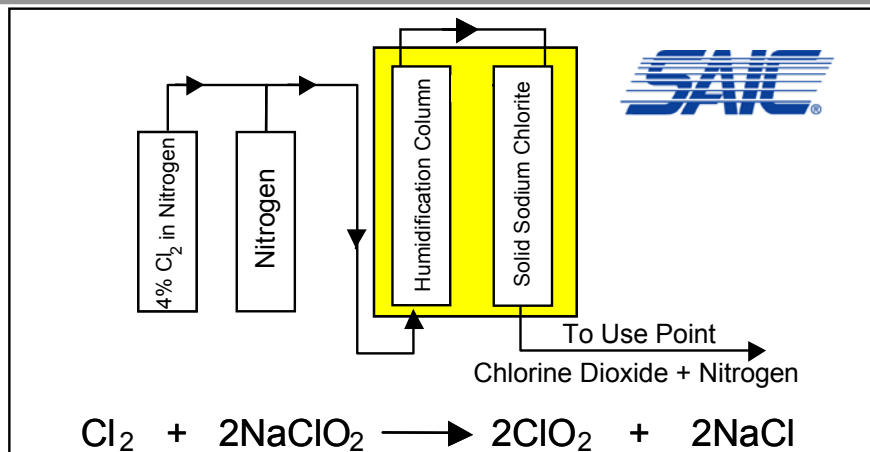 SAIC®
4% Cl₂ in Nitrogen
Nitrogen
Humidification Column
Solid Sodium Chlorite
To Use Point
Chlorine Dioxide + Nitrogen
Cl₂ + 2NaClO₂ → 2ClO₂ + 2NaCl